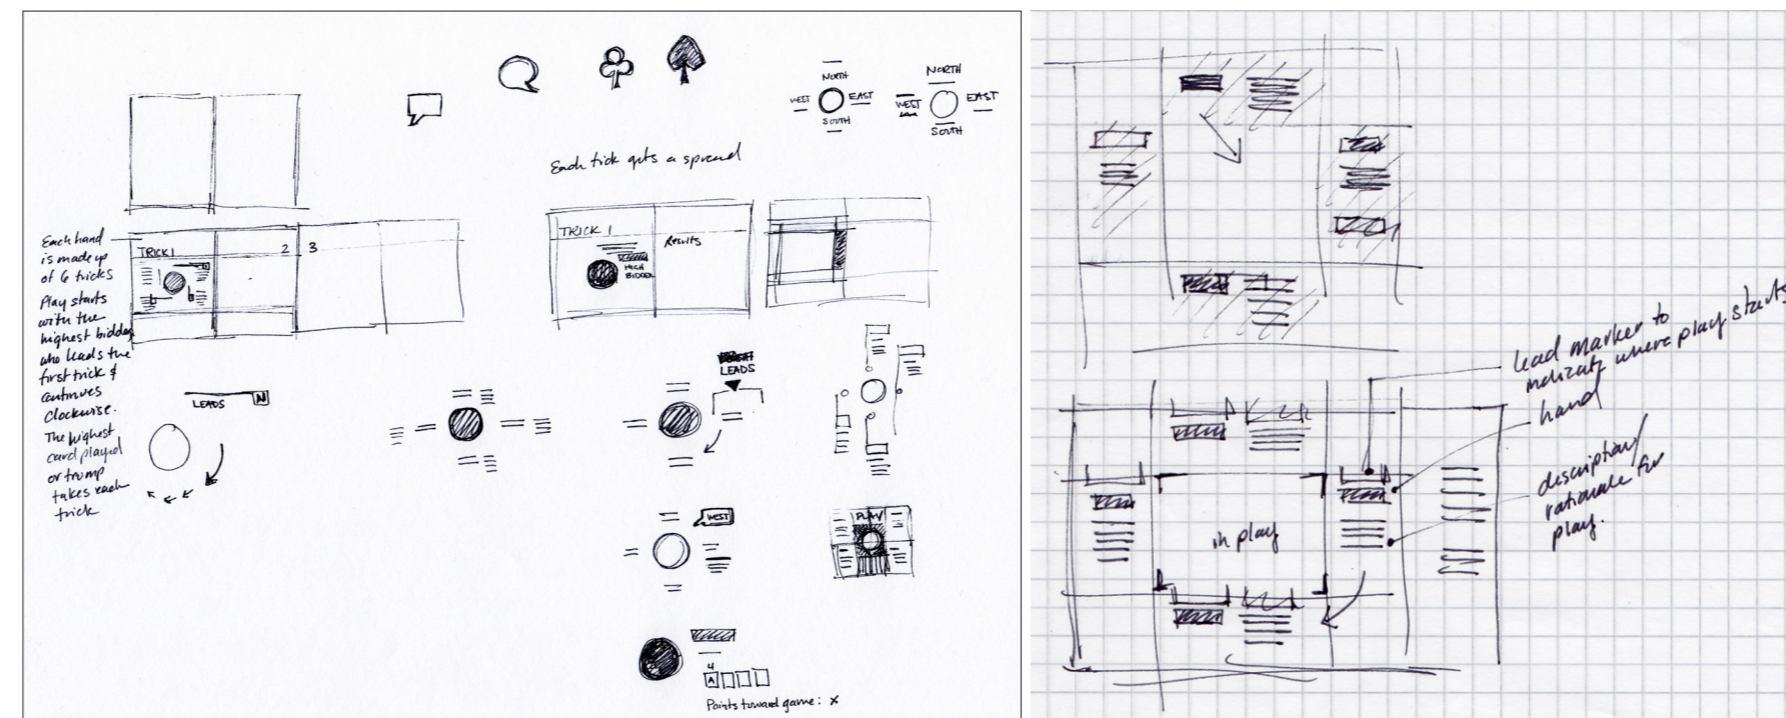 NORTH
WEST
EAST
SOUTH
NORTH
WEST
EAST
SOUTH
Each tick gets a spread
Each hand
is made up
of 6 tricks
Play starts
with the
highest bidder
who leads the
first trick &
continues
clockwise.
The highest
card played
or trump
takes each
trick
TRICK 1
2
3
TRICK 1
Results
HIGH
BIDDER
LEADS
N
LEADS
WEST
PLAY
4
A
Points toward game: x
lead marker to
indicate where play starts
hand
description/
rationale for
play.
in play